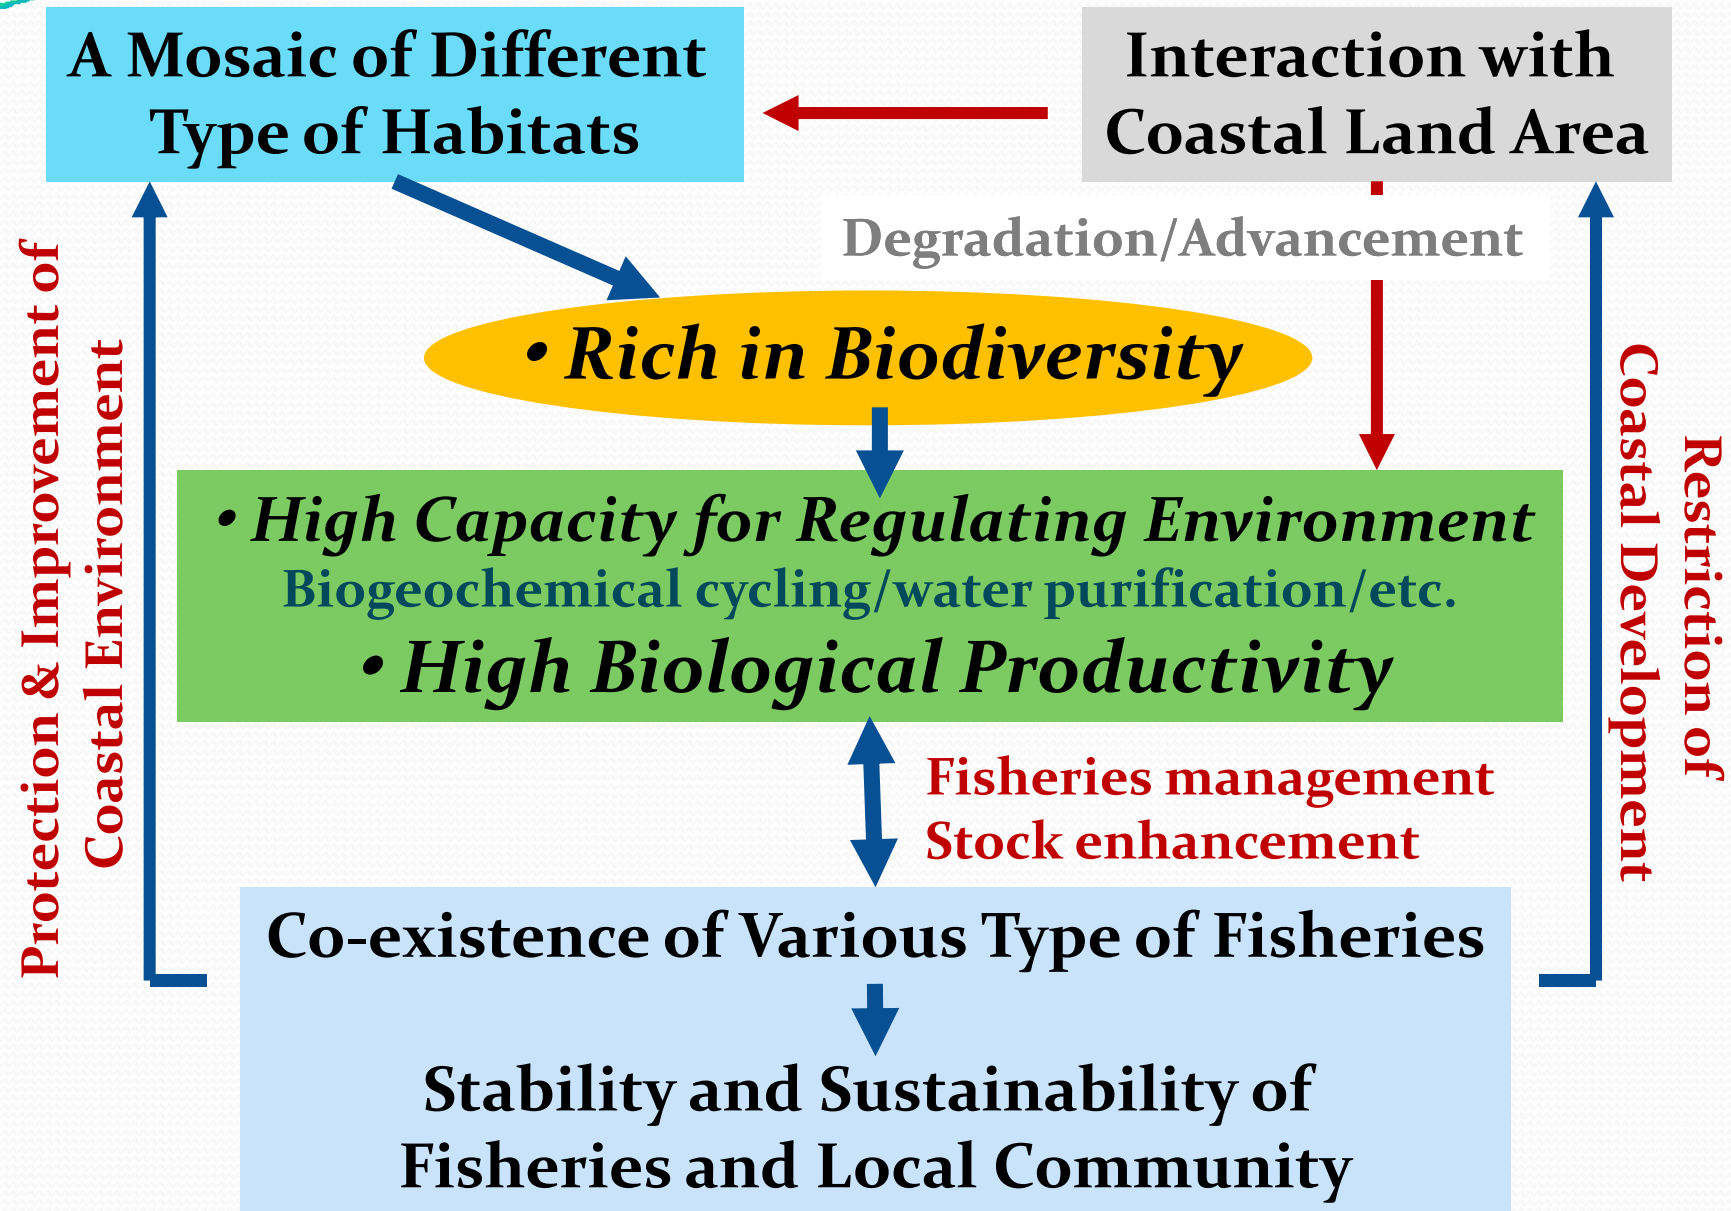 A Mosaic of Different
Type of Habitats
Interaction with
Coastal Land Area
Degradation/Advancement
• Rich in Biodiversity
• High Capacity for Regulating Environment
Biogeochemical cycling/water purification/etc.
• High Biological Productivity
Fisheries management
Stock enhancement
Co-existence of Various Type of Fisheries
Stability and Sustainability of
Fisheries and Local Community
Protection & Improvement of
Coastal Environment
Restriction of
Coastal Development